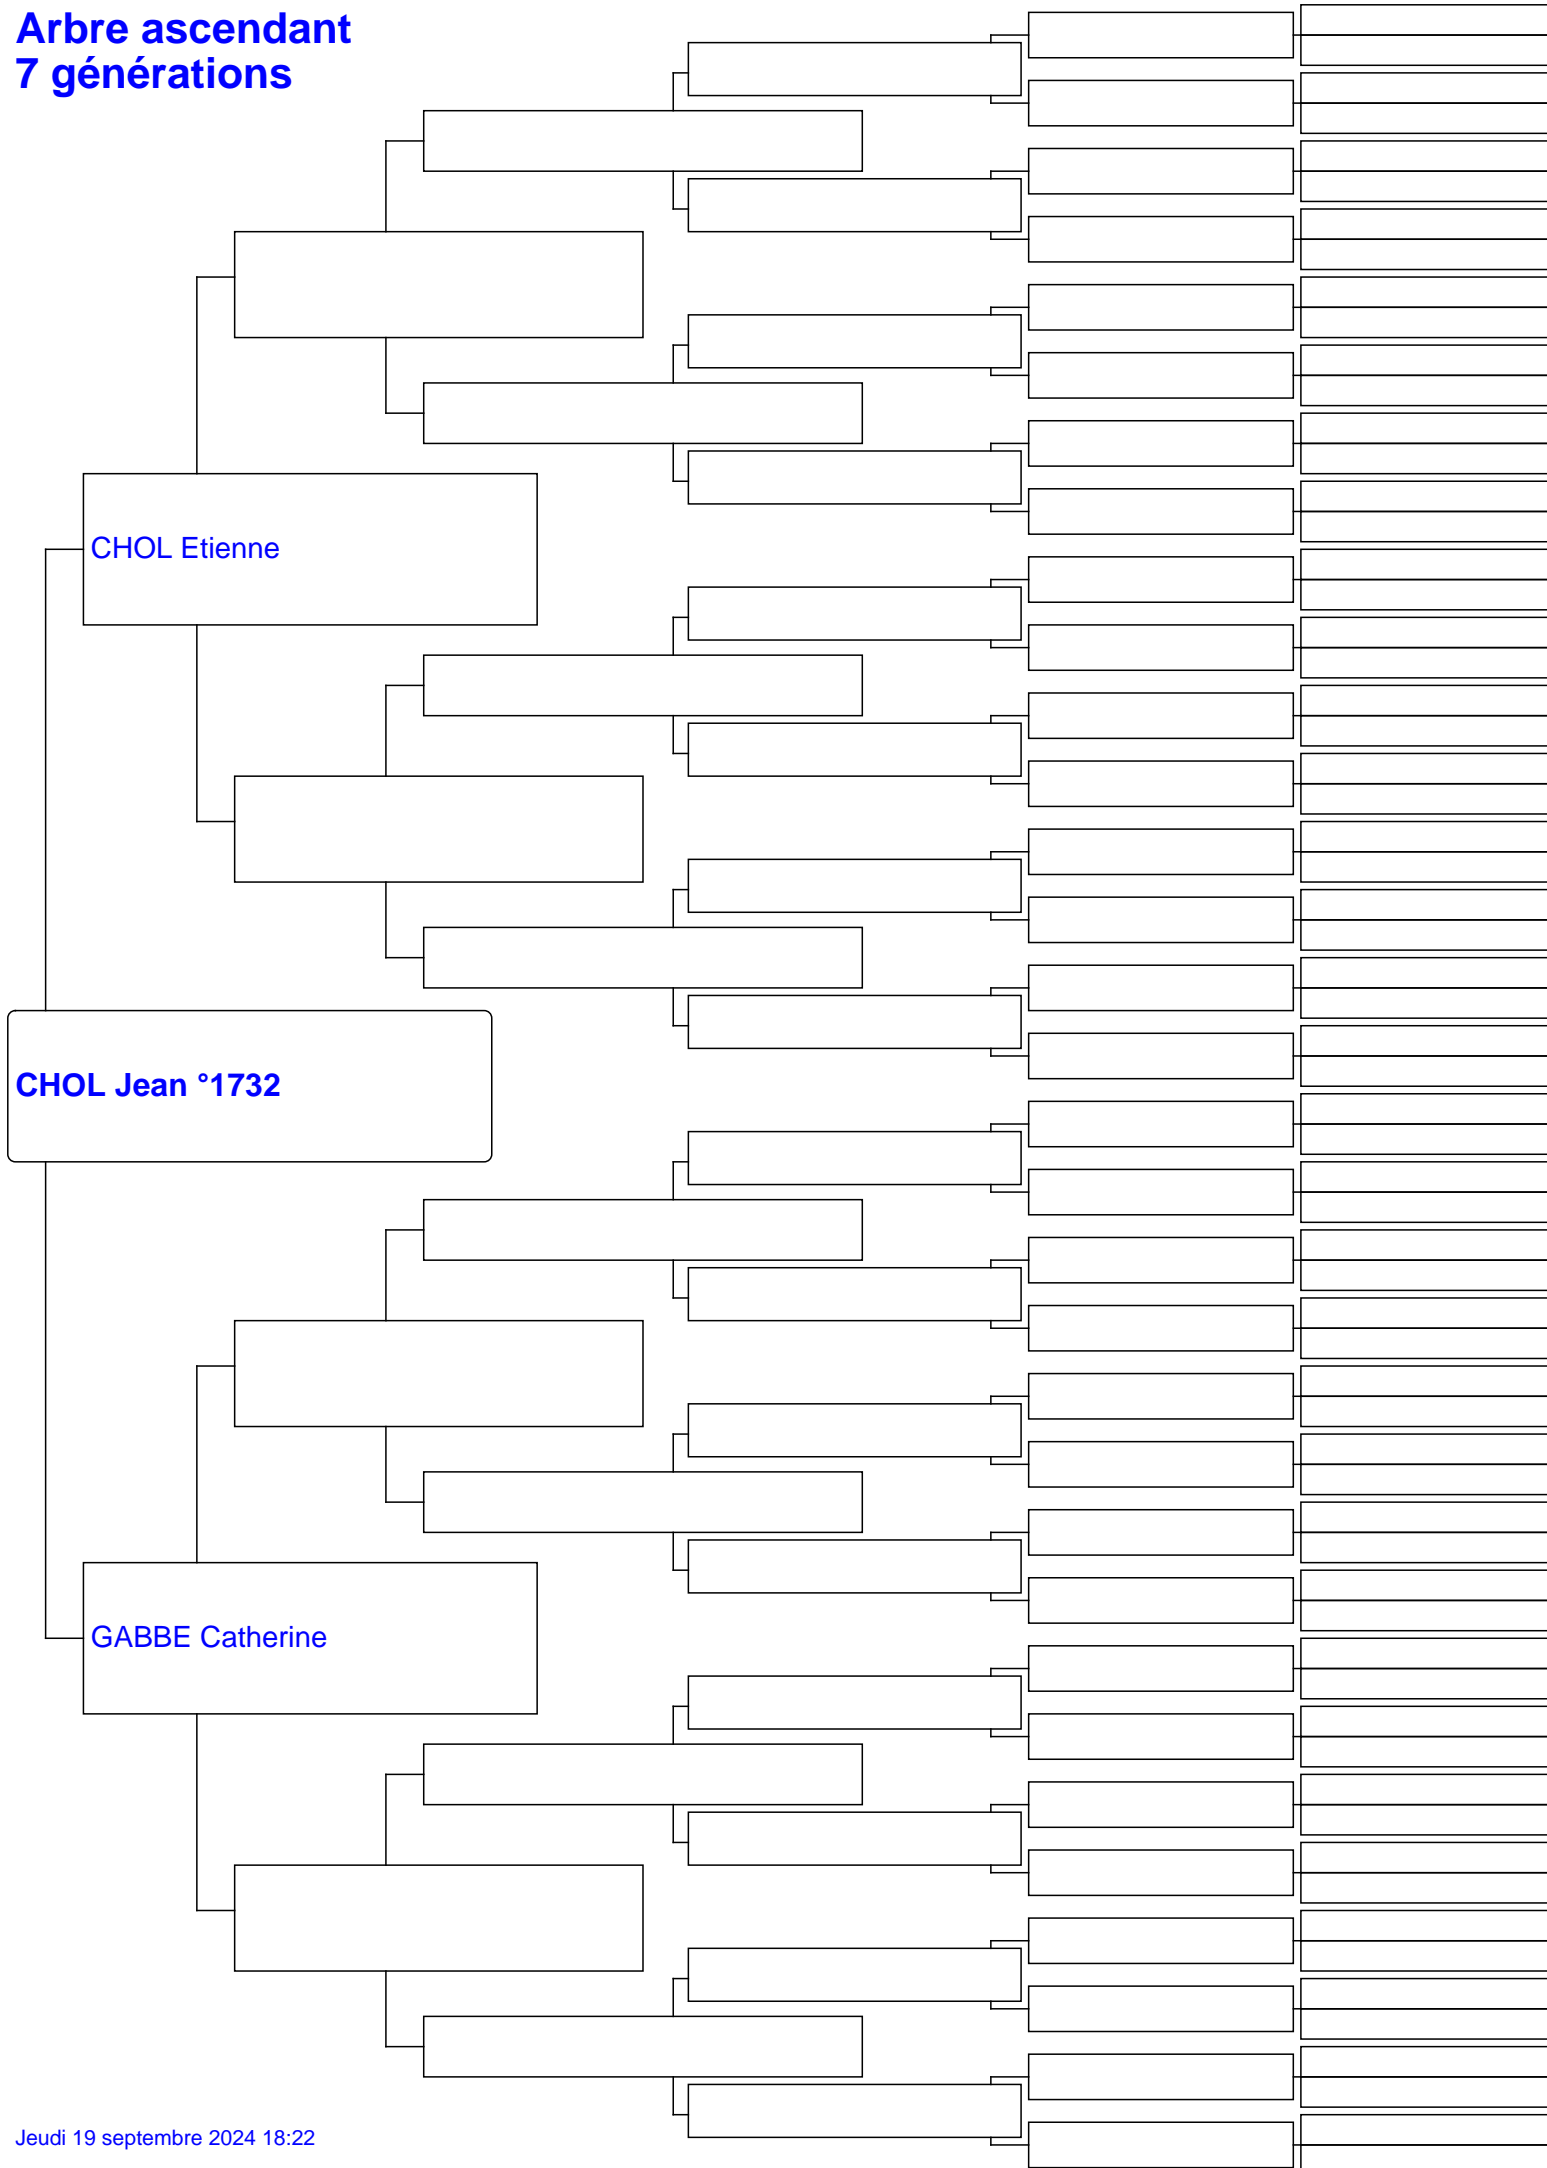 Arbre ascendant
7 générations
CHOL Etienne
CHOL Jean °1732
GABBE Catherine
Jeudi 19 septembre 2024 18:22